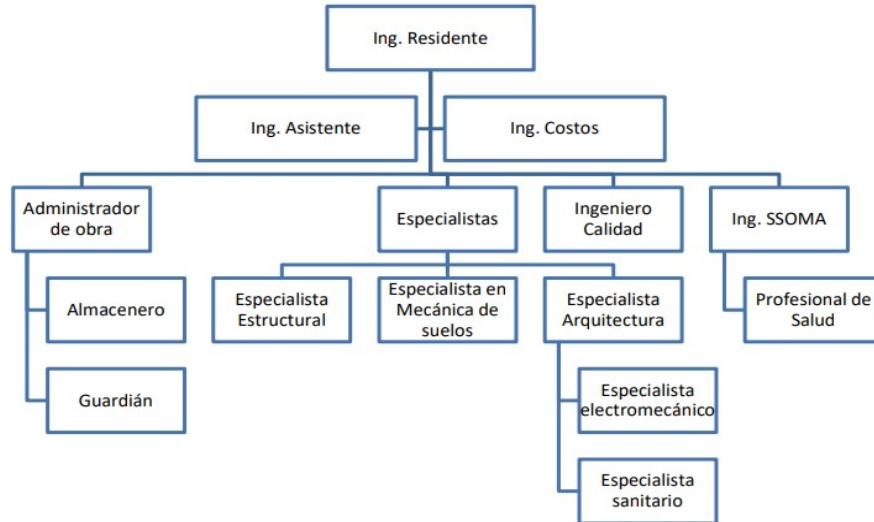 Ing. Residente
Ing. Asistente
Ing. Costos
Administrador
de obra
Especialistas
Ingeniero
Calidad
Ing. SSOMA
Almacenero
Especialista
Estructural
Especialista en
Mecánica de
suelos
Especialista
Arquitectura
Profesional de
Salud
Guardián
Especialista
electromecánico
Especialista
sanitario